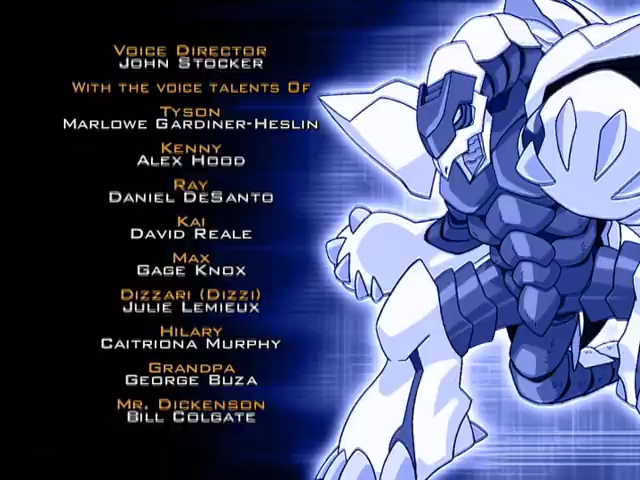 Voice Director
John Stocker
With the voice talents Of
Tyson
Marlowe Gardiner-Heslin
Kenny
Alex Hood
Ray
Daniel DeSanto
Kai
David Reale
Max
Gage Knox
Dizzari (Dizzi)
Julie Lemieux
Hilary
Caitriona Murphy
Grandpa
George Buza
Mr. Dickenson
Bill Colgate